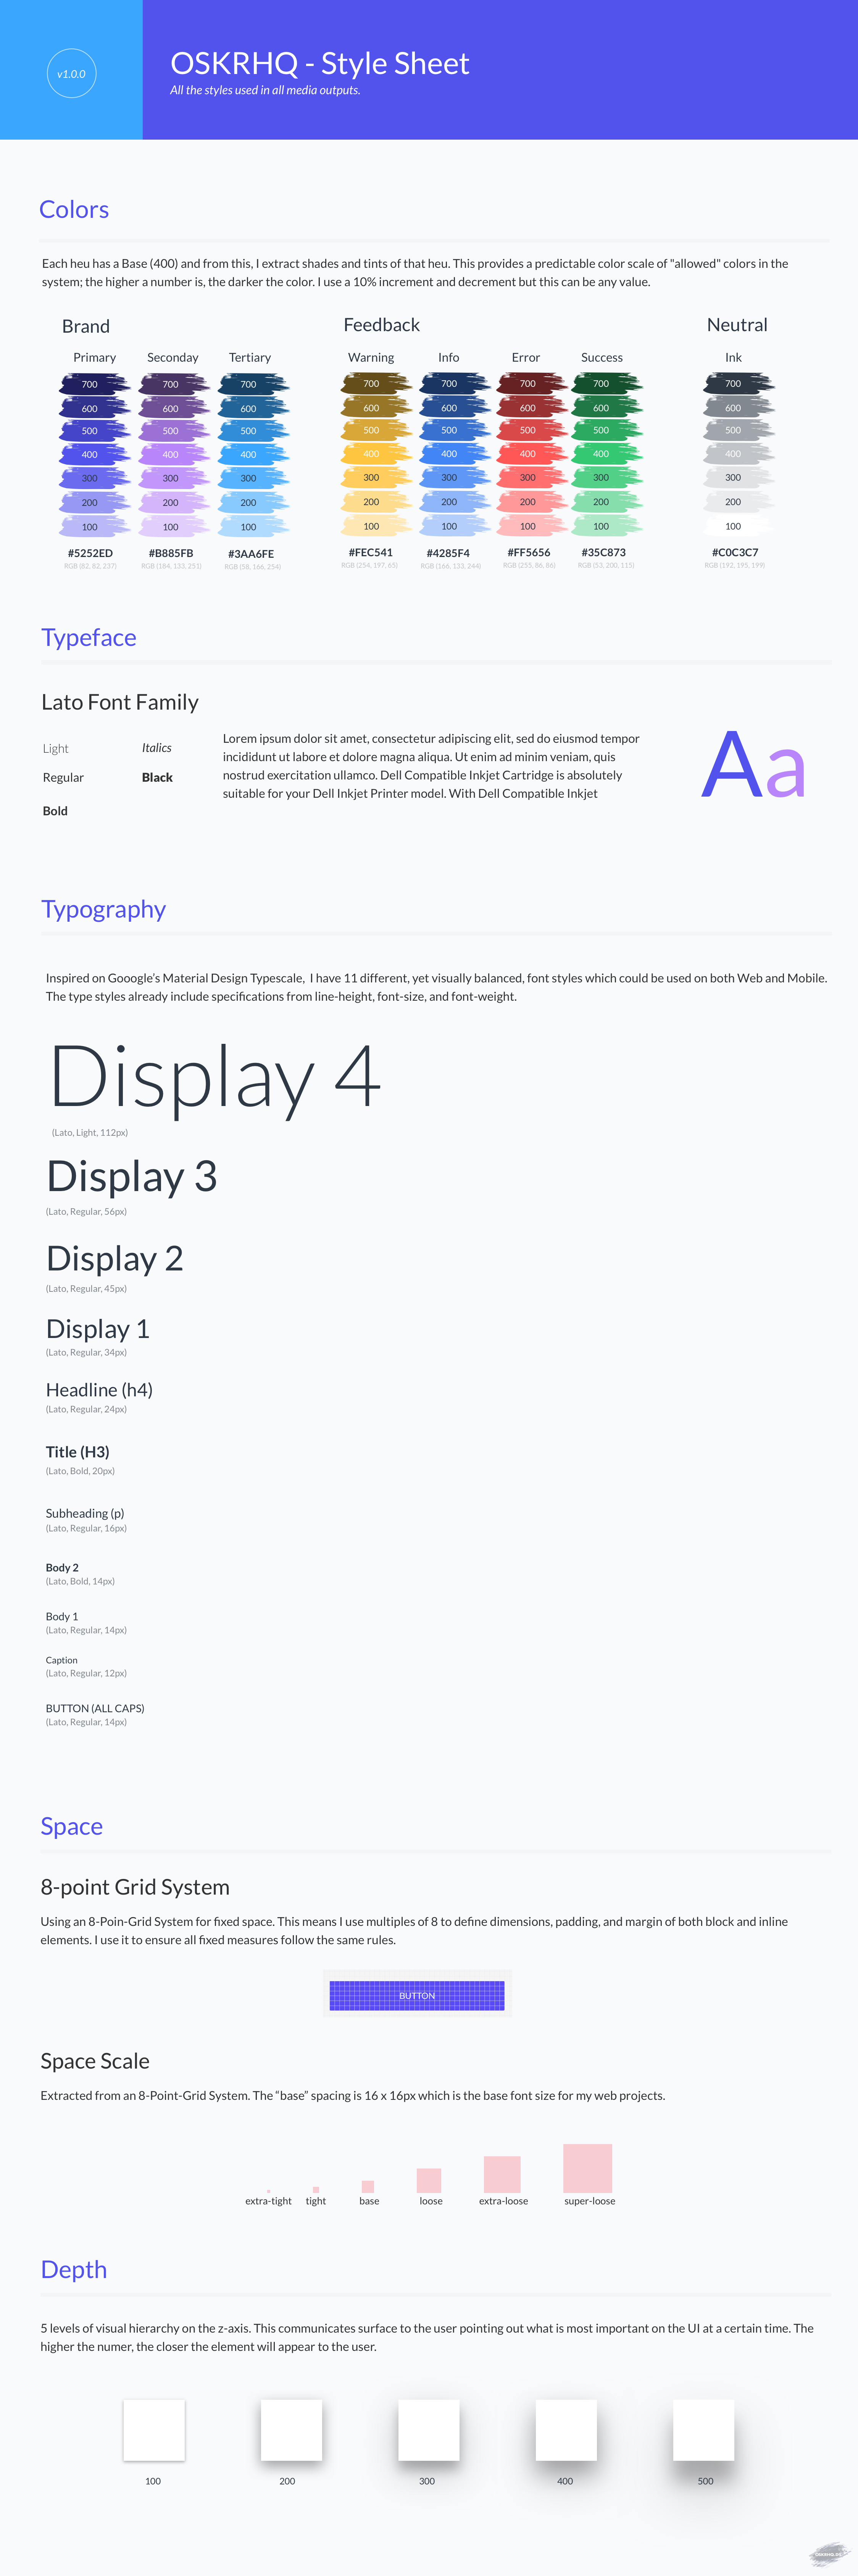 v1.0.0
OSKRHQ - Style Sheet
All the styles used in all media outputs.
Colors
Each heu has a Base (400) and from this, I extract shades and tints of that heu. This provides a predictable color scale of "allowed" colors in the
system; the higher a number is, the darker the color. I use a 10% increment and decrement but this can be any value.
Brand
Feedback
Neutral
Primary Seconday Tertiary Warning Info Error Success Ink
700 700 700 700 700 700 700 700
600 600 600 600 600 600 600 600
500 500 500 500 500 500 500 500
400 400 400 400 400 400 400 400
300 300 300 300 300 300 300 300
200 200 200 200 200 200 200 200
100 100 100 100 100 100 100 100
#5252ED #B885FB #3AA6FE #FEC541 #4285F4 #FF5656 #35C873 #C0C3C7
RGB (82, 82, 237) RGB (184, 133, 251) RGB (58, 166, 254) RGB (254, 197, 65) RGB (166, 133, 244) RGB (255, 86, 86) RGB (53, 200, 115) RGB (192, 195, 199)
Typeface
Lato Font Family
Light
Italics
Regular
Black
Bold
Lorem ipsum dolor sit amet, consectetur adipiscing elit, sed do eiusmod tempor
incididunt ut labore et dolore magna aliqua. Ut enim ad minim veniam, quis
nostrud exercitation ullamco. Dell Compatible Inkjet Cartridge is absolutely
suitable for your Dell Inkjet Printer model. With Dell Compatible Inkjet
Aa
Typography
Inspired on Gooogle's Material Design Typescale, I have 11 different, yet visually balanced, font styles which could be used on both Web and Mobile.
The type styles already include specifications from line-height, font-size, and font-weight.
Display 4
(Lato, Light, 112px)
Display 3
(Lato, Regular, 56px)
Display 2
(Lato, Regular, 45px)
Display 1
(Lato, Regular, 34px)
Headline (h4)
(Lato, Regular, 24px)
Title (H3)
(Lato, Bold, 20px)
Subheading (p)
(Lato, Regular, 16px)
Body 2
(Lato, Bold, 14px)
Body 1
(Lato, Regular, 14px)
Caption
(Lato, Regular, 12px)
BUTTON (ALL CAPS)
(Lato, Regular, 14px)
Space
8-point Grid System
Using an 8-Poin-Grid System for fixed space. This means I use multiples of 8 to define dimensions, padding, and margin of both block and inline
elements. I use it to ensure all fixed measures follow the same rules.
BUTTON
Space Scale
Extracted from an 8-Point-Grid System. The “base” spacing is 16 x 16px which is the base font size for my web projects.
extra-tight tight base loose extra-loose super-loose
Depth
5 levels of visual hierarchy on the z-axis. This communicates surface to the user pointing out what is most important on the UI at a certain time. The
higher the numer, the closer the element will appear to the user.
100 200 300 400 500